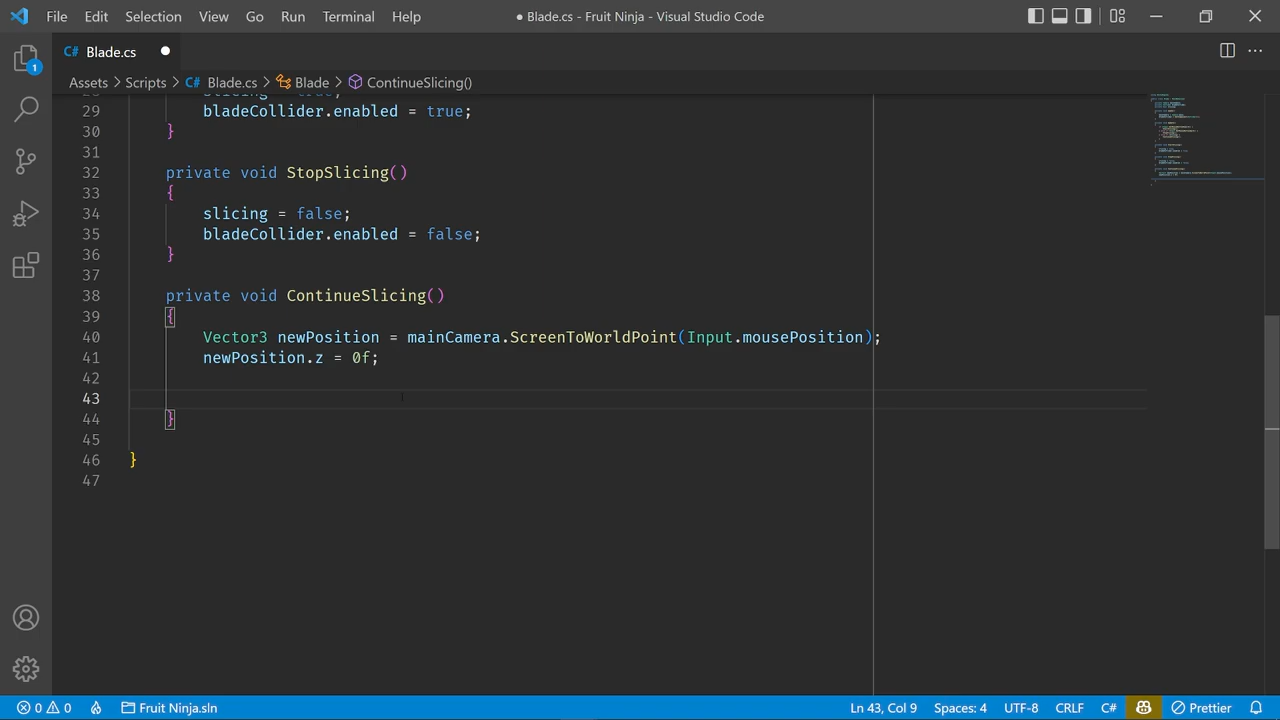 File Edit Selection View Go Run Terminal Help ● Blade.cs - Fruit Ninja - Visual Studio Code
C# Blade.cs ●
Assets > Scripts > C# Blade.cs > Blade > ContinueSlicing()
29 bladeCollider.enabled = true;
30 }
31
32 private void StopSlicing()
33 {
34 slicing = false;
35 bladeCollider.enabled = false;
36 }
37
38 private void ContinueSlicing()
39 {
40 Vector3 newPosition = mainCamera.ScreenToWorldPoint(Input.mousePosition);
41 newPosition.z = 0f;
42
43
44 }
45
46 }
47
1
0 0 Fruit Ninja.sln Ln 43, Col 9 Spaces: 4 UTF-8 CRLF C# Prettier